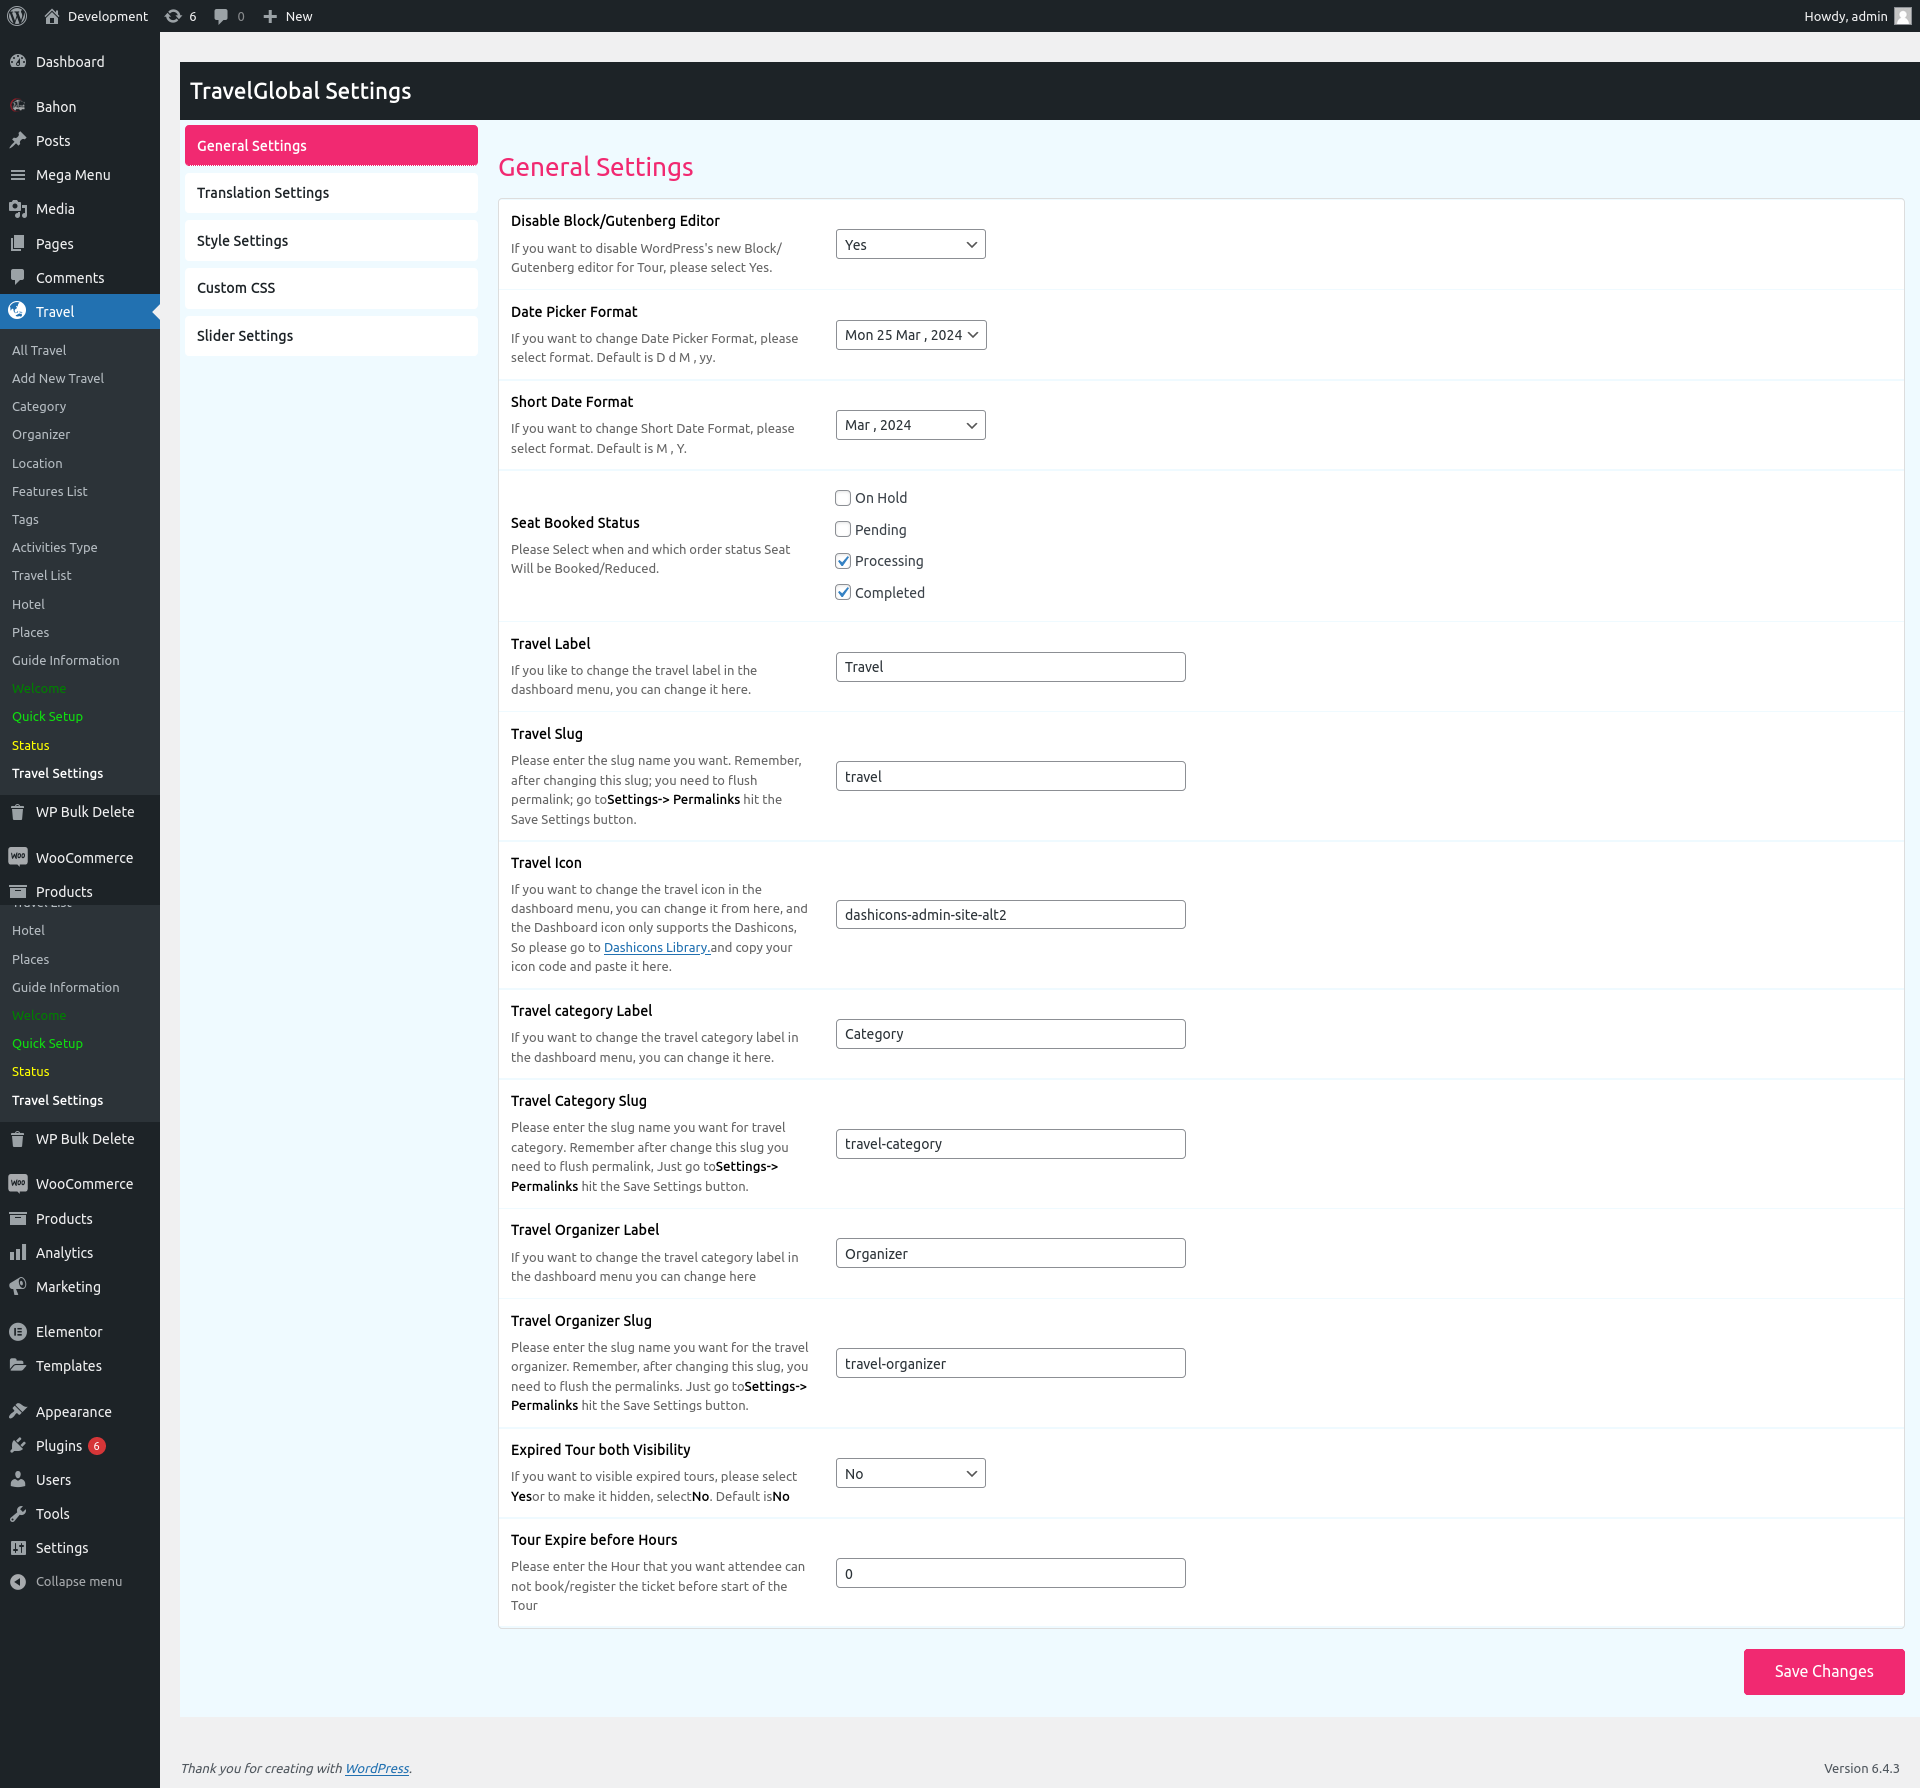 Development 6 0 New
Howdy, admin
Dashboard
Bahon
Posts
Mega Menu
Media
Pages
Comments
Travel
All Travel
Add New Travel
Category
Organizer
Location
Features List
Tags
Activities Type
Travel List
Hotel
Places
Guide Information
Welcome
Quick Setup
Status
Travel Settings
WP Bulk Delete
WooCommerce
Products
Travel List
Hotel
Places
Guide Information
Welcome
Quick Setup
Status
Travel Settings
WP Bulk Delete
WooCommerce
Products
Analytics
Marketing
Elementor
Templates
Appearance
Plugins 6
Users
Tools
Settings
Collapse menu
TravelGlobal Settings
General Settings
Translation Settings
Style Settings
Custom CSS
Slider Settings
General Settings
Disable Block/Gutenberg Editor
If you want to disable WordPress's new Block/
Gutenberg editor for Tour, please select Yes.
Yes
Date Picker Format
If you want to change Date Picker Format, please
select format. Default is D d M , yy.
Mon 25 Mar , 2024
Short Date Format
If you want to change Short Date Format, please
select format. Default is M , Y.
Mar , 2024
Seat Booked Status
Please Select when and which order status Seat
Will be Booked/Reduced.
On Hold
Pending
Processing
Completed
Travel Label
If you like to change the travel label in the
dashboard menu, you can change it here.
Travel
Travel Slug
Please enter the slug name you want. Remember,
after changing this slug; you need to flush
permalink; go toSettings-> Permalinks hit the
Save Settings button.
travel
Travel Icon
If you want to change the travel icon in the
dashboard menu, you can change it from here, and
the Dashboard icon only supports the Dashicons,
So please go to Dashicons Library.and copy your
icon code and paste it here.
dashicons-admin-site-alt2
Travel category Label
If you want to change the travel category label in
the dashboard menu, you can change it here.
Category
Travel Category Slug
Please enter the slug name you want for travel
category. Remember after change this slug you
need to flush permalink, Just go toSettings->
Permalinks hit the Save Settings button.
travel-category
Travel Organizer Label
If you want to change the travel category label in
the dashboard menu you can change here
Organizer
Travel Organizer Slug
Please enter the slug name you want for the travel
organizer. Remember, after changing this slug, you
need to flush the permalinks. Just go toSettings->
Permalinks hit the Save Settings button.
travel-organizer
Expired Tour both Visibility
If you want to visible expired tours, please select
Yesor to make it hidden, selectNo. Default isNo
No
Tour Expire before Hours
Please enter the Hour that you want attendee can
not book/register the ticket before start of the
Tour
0
Save Changes
Thank you for creating with WordPress.
Version 6.4.3